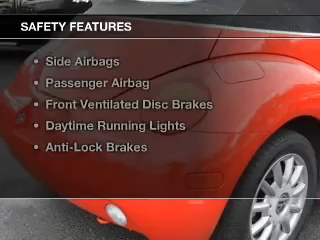 SAFETY FEATURES
• Side Airbags
• Passenger Airbag
• Front Ventilated Disc Brakes
• Daytime Running Lights
• Anti-Lock Brakes